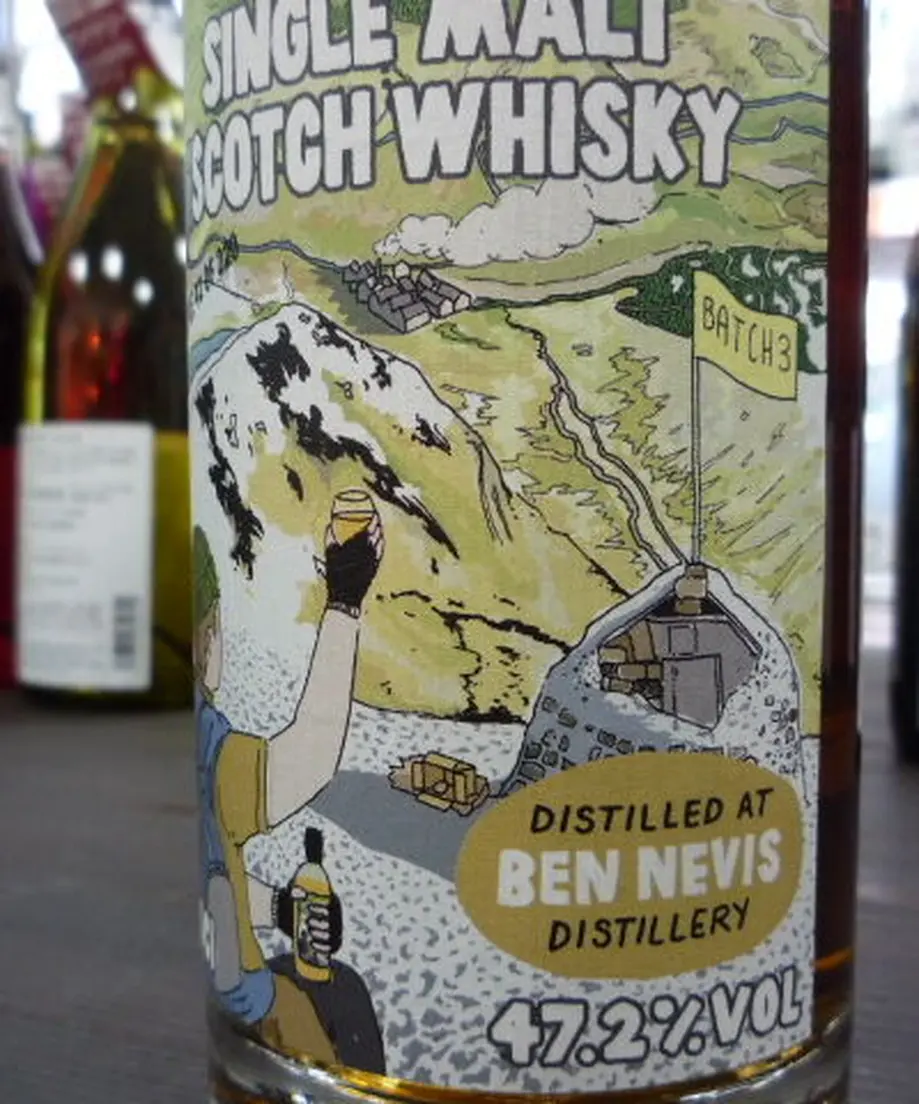 SINGLE MALT
SCOTCH WHISKY
BATCH 3
DISTILLED AT
BEN NEVIS
DISTILLERY
47.2% VOL